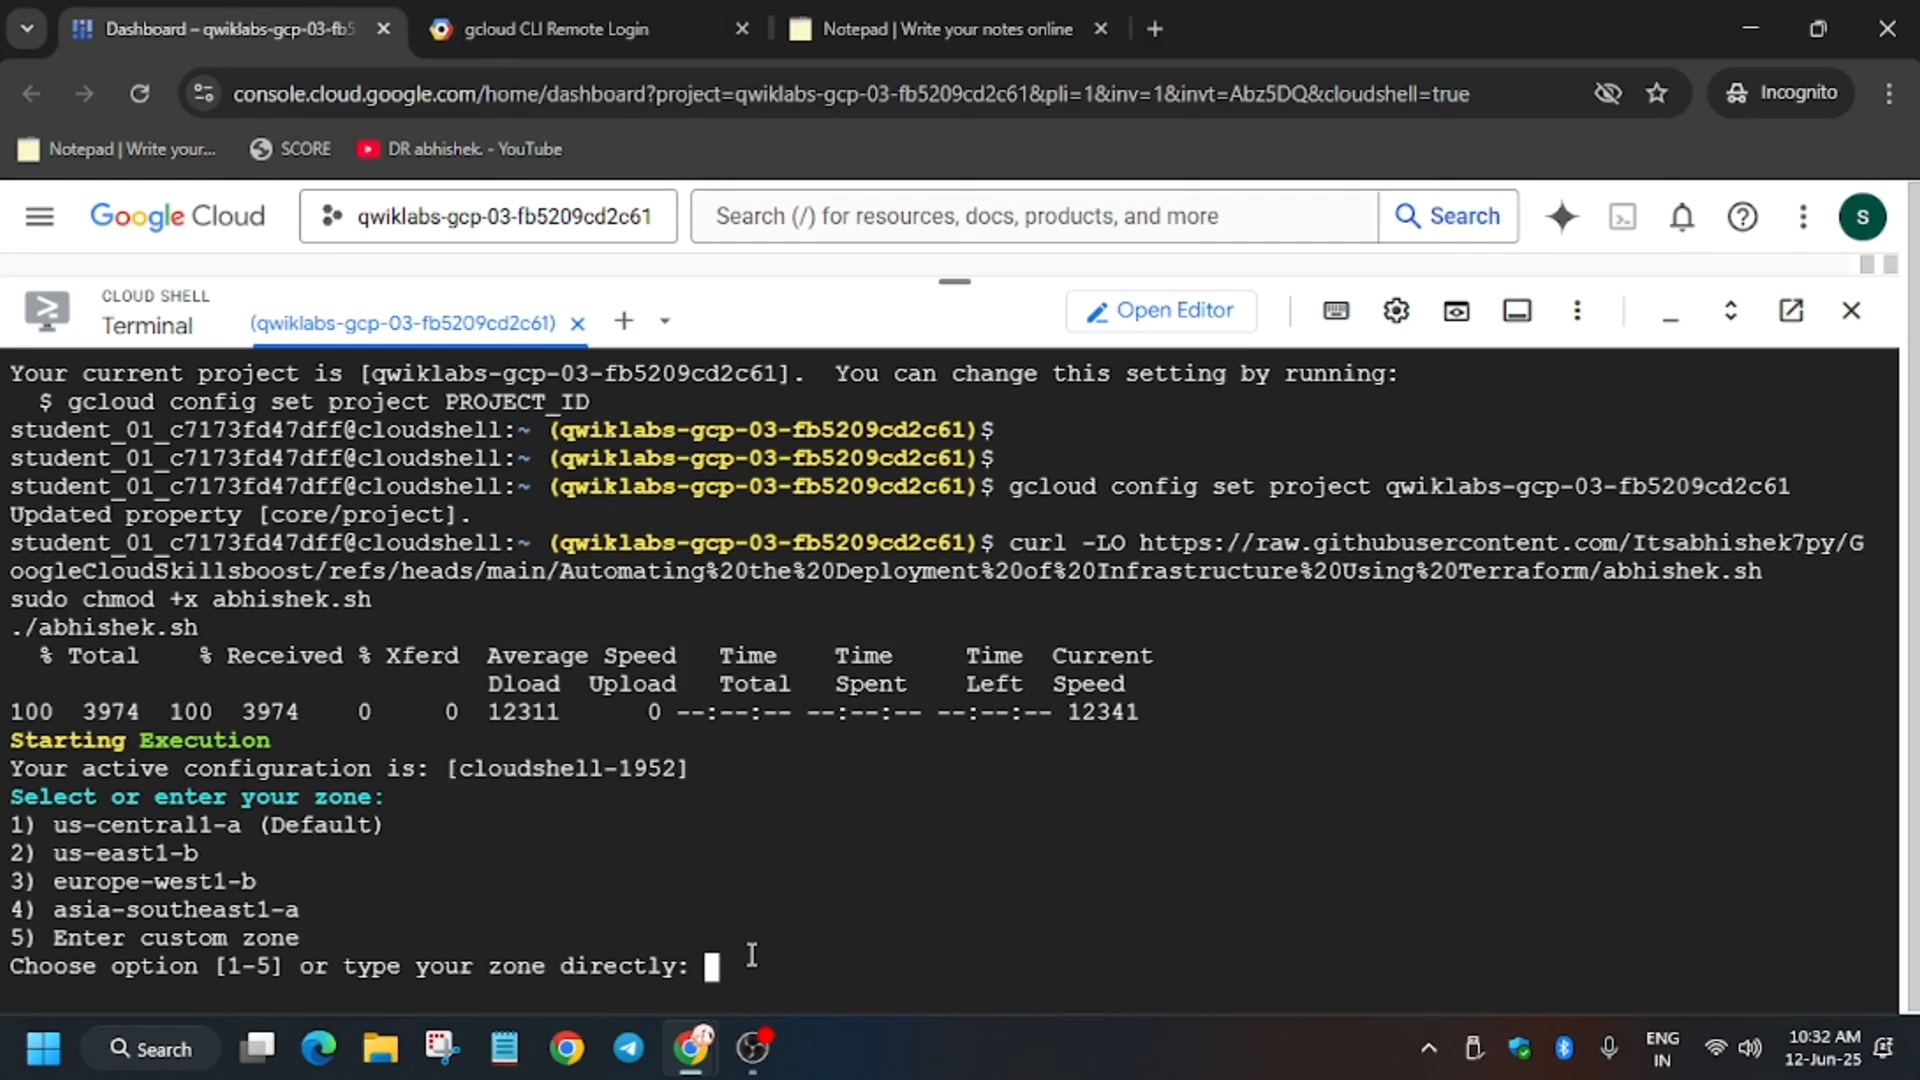 Dashboard – qwiklabs-gcp-03-fb5
gcloud CLI Remote Login
Notepad | Write your notes online
console.cloud.google.com/home/dashboard?project=qwiklabs-gcp-03-fb5209cd2c61&pli=1&inv=1&invt=Abz5DQ&cloudshell=true
Incognito
Notepad | Write your...
SCORE
DR abhishek. - YouTube
Google Cloud
qwiklabs-gcp-03-fb5209cd2c61
Search (/) for resources, docs, products, and more
Search
S
CLOUD SHELL
Terminal
(qwiklabs-gcp-03-fb5209cd2c61)
Open Editor
Your current project is [qwiklabs-gcp-03-fb5209cd2c61].  You can change this setting by running:
  $ gcloud config set project PROJECT_ID
student_01_c7173fd47dff@cloudshell:~ (qwiklabs-gcp-03-fb5209cd2c61)$
student_01_c7173fd47dff@cloudshell:~ (qwiklabs-gcp-03-fb5209cd2c61)$
student_01_c7173fd47dff@cloudshell:~ (qwiklabs-gcp-03-fb5209cd2c61)$ gcloud config set project qwiklabs-gcp-03-fb5209cd2c61
Updated property [core/project].
student_01_c7173fd47dff@cloudshell:~ (qwiklabs-gcp-03-fb5209cd2c61)$ curl -LO https://raw.githubusercontent.com/Itsabhishek7py/G
oogleCloudSkillsboost/refs/heads/main/Automating%20the%20Deployment%20of%20Infrastructure%20Using%20Terraform/abhishek.sh
sudo chmod +x abhishek.sh
./abhishek.sh
  % Total    % Received % Xferd  Average Speed   Time    Time     Time  Current
                                 Dload  Upload   Total   Spent    Left  Speed
100  3974  100  3974    0     0  12311      0 --:--:-- --:--:-- --:--:-- 12341
Starting Execution
Your active configuration is: [cloudshell-1952]
Select or enter your zone:
1) us-central1-a (Default)
2) us-east1-b
3) europe-west1-b
4) asia-southeast1-a
5) Enter custom zone
Choose option [1-5] or type your zone directly:
Search
ENG
IN
10:32 AM
12-Jun-25